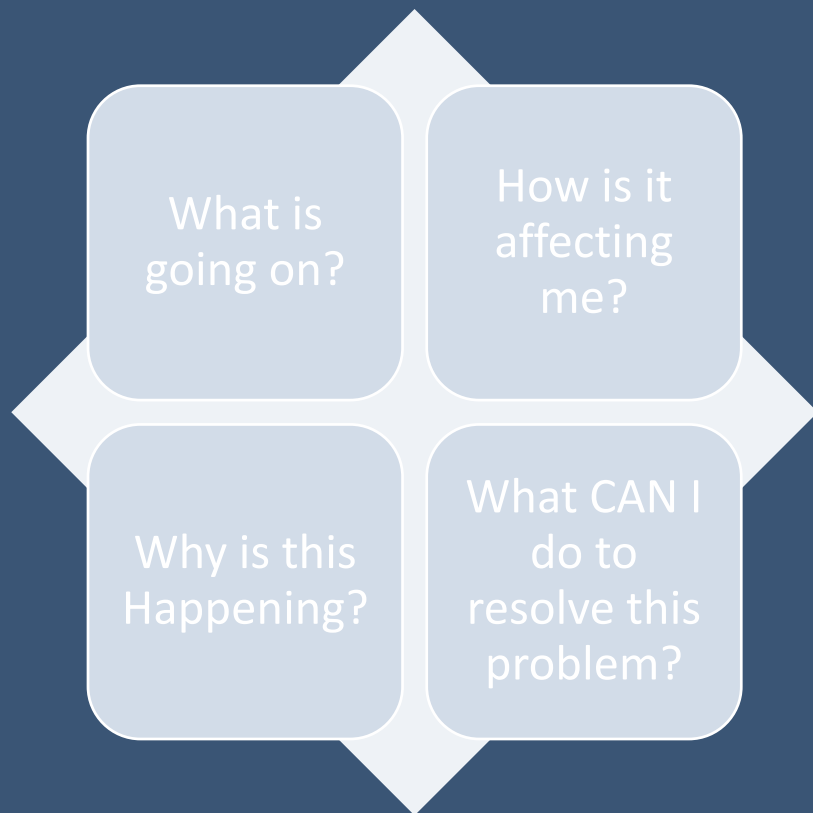 What is
going on?
How is it
affecting
me?
Why is this
Happening?
What CAN I
do to
resolve this
problem?